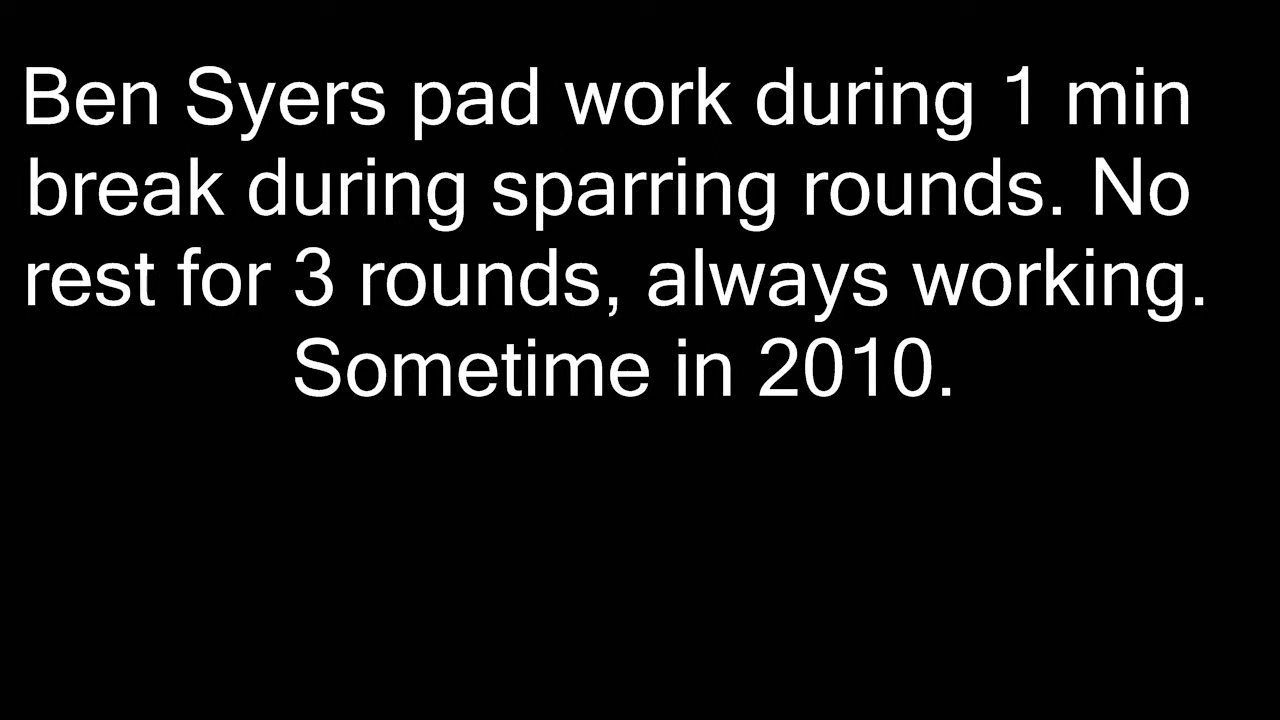 Ben Syers pad work during 1 min
break during sparring rounds. No
rest for 3 rounds, always working.
Sometime in 2010.